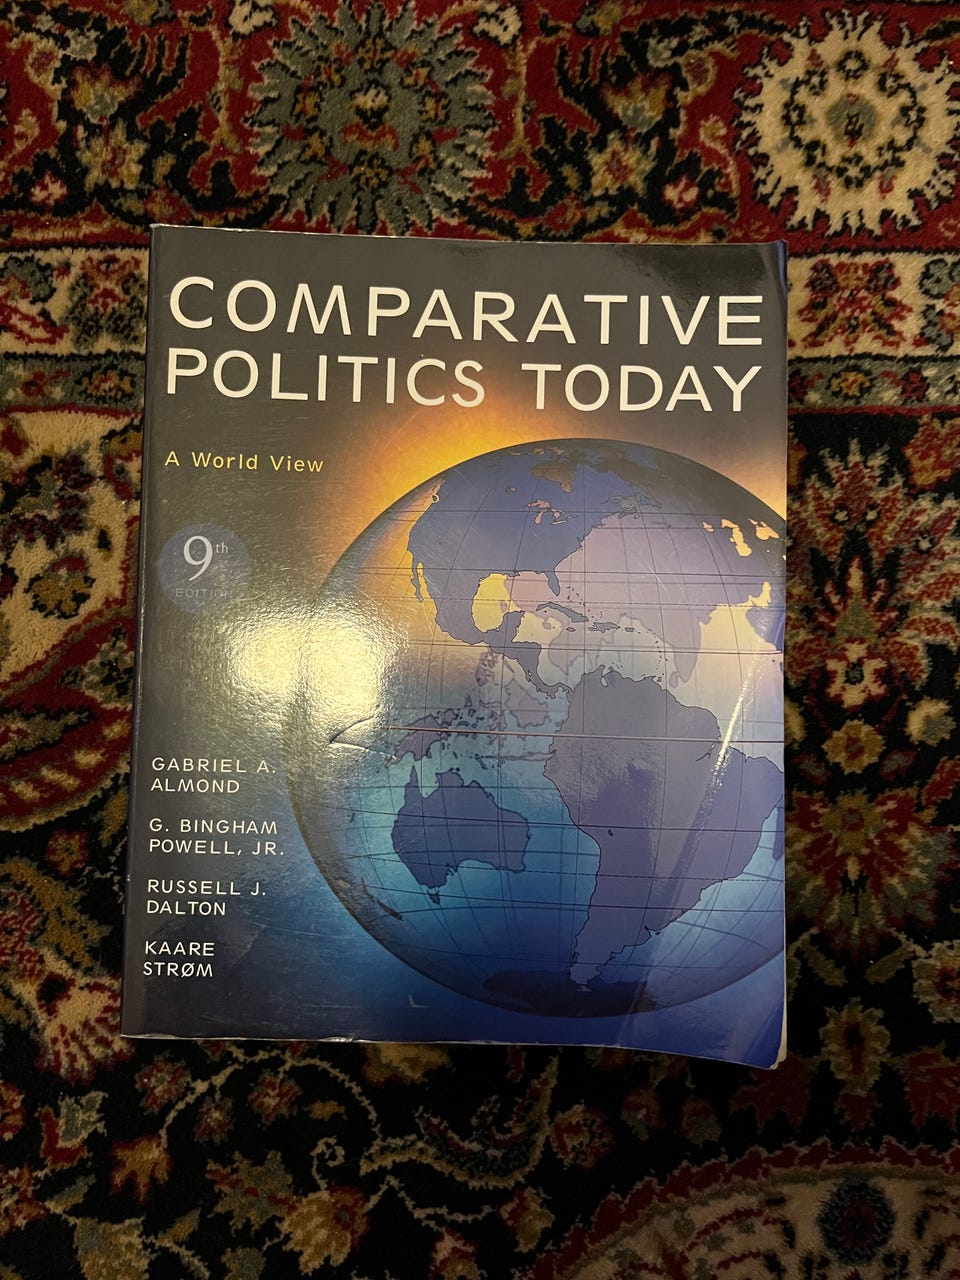 COMPARATIVE
POLITICS TODAY
A World View
9th
EDITION
GABRIEL A.
ALMOND
G. BINGHAM
POWELL, JR.
RUSSELL J.
DALTON
KAARE
STRØM